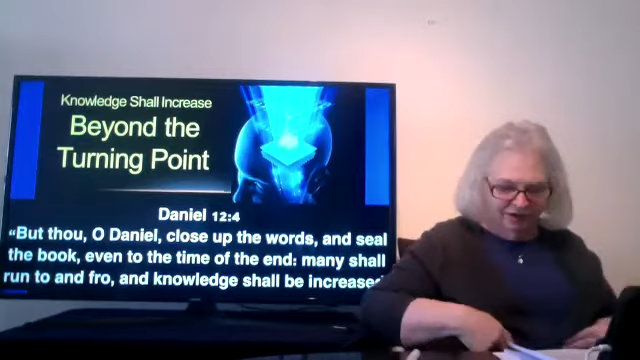 Knowledge Shall Increase
Beyond the
Turning Point
Daniel 12:4
“But thou, O Daniel, close up the words, and seal
the book, even to the time of the end: many shall
run to and fro, and knowledge shall be increased